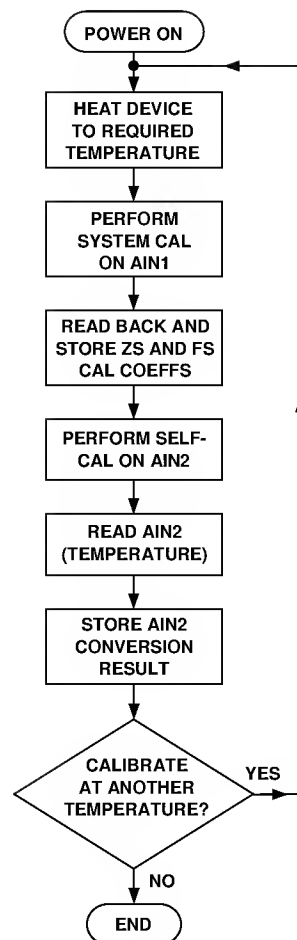 POWER ON
HEAT DEVICE
TO REQUIRED
TEMPERATURE
PERFORM
SYSTEM CAL
ON AIN1
READ BACK AND
STORE ZS AND FS
CAL COEFFS
PERFORM SELF-
CAL ON AIN2
READ AIN2
(TEMPERATURE)
STORE AIN2
CONVERSION
RESULT
CALIBRATE
AT ANOTHER
TEMPERATURE?
YES
NO
END